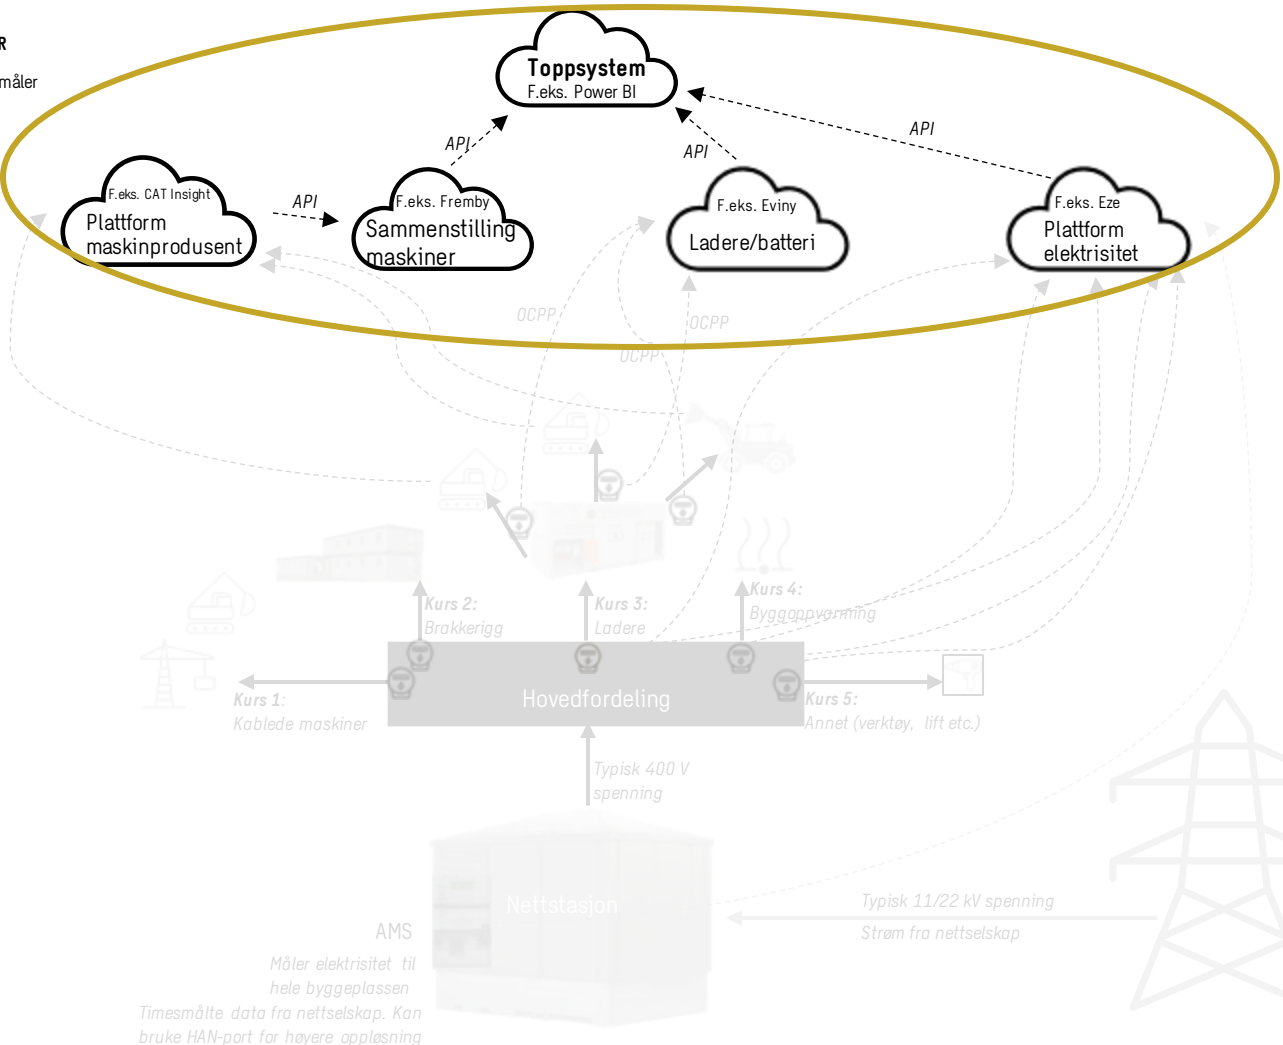 R
måler
Toppsystem
F.eks. Power BI
API
API
API
F.eks. CAT Insight
Plattform
maskinprodusent
API
F.eks. Fremby
Sammenstilling
maskiner
F.eks. Eviny
Ladere/batteri
F.eks. Eze
Plattform
elektrisitet
OCPP
OCPP
OCPP
Kurs 2:
Brakkerigg
Kurs 3:
Ladere
Kurs 4:
Byggoppvarming
Hovedfordeling
Kurs 1:
Kablede maskiner
Kurs 5:
Annet (verktøy, lift etc.)
Typisk 400 V
spenning
Nettstasjon
Typisk 11/22 kV spenning
Strøm fra nettselskap
AMS
Måler elektrisitet til
hele byggeplassen
Timesmålte data fra nettselskap. Kan
bruke HAN-port for høyere oppløsning